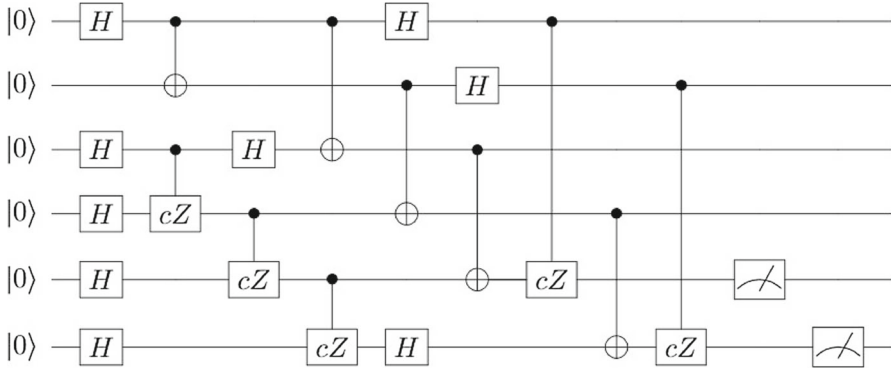 |0⟩ H H
|0⟩ H
|0⟩ H H
|0⟩ H cZ
|0⟩ H cZ cZ
|0⟩ H cZ H cZ